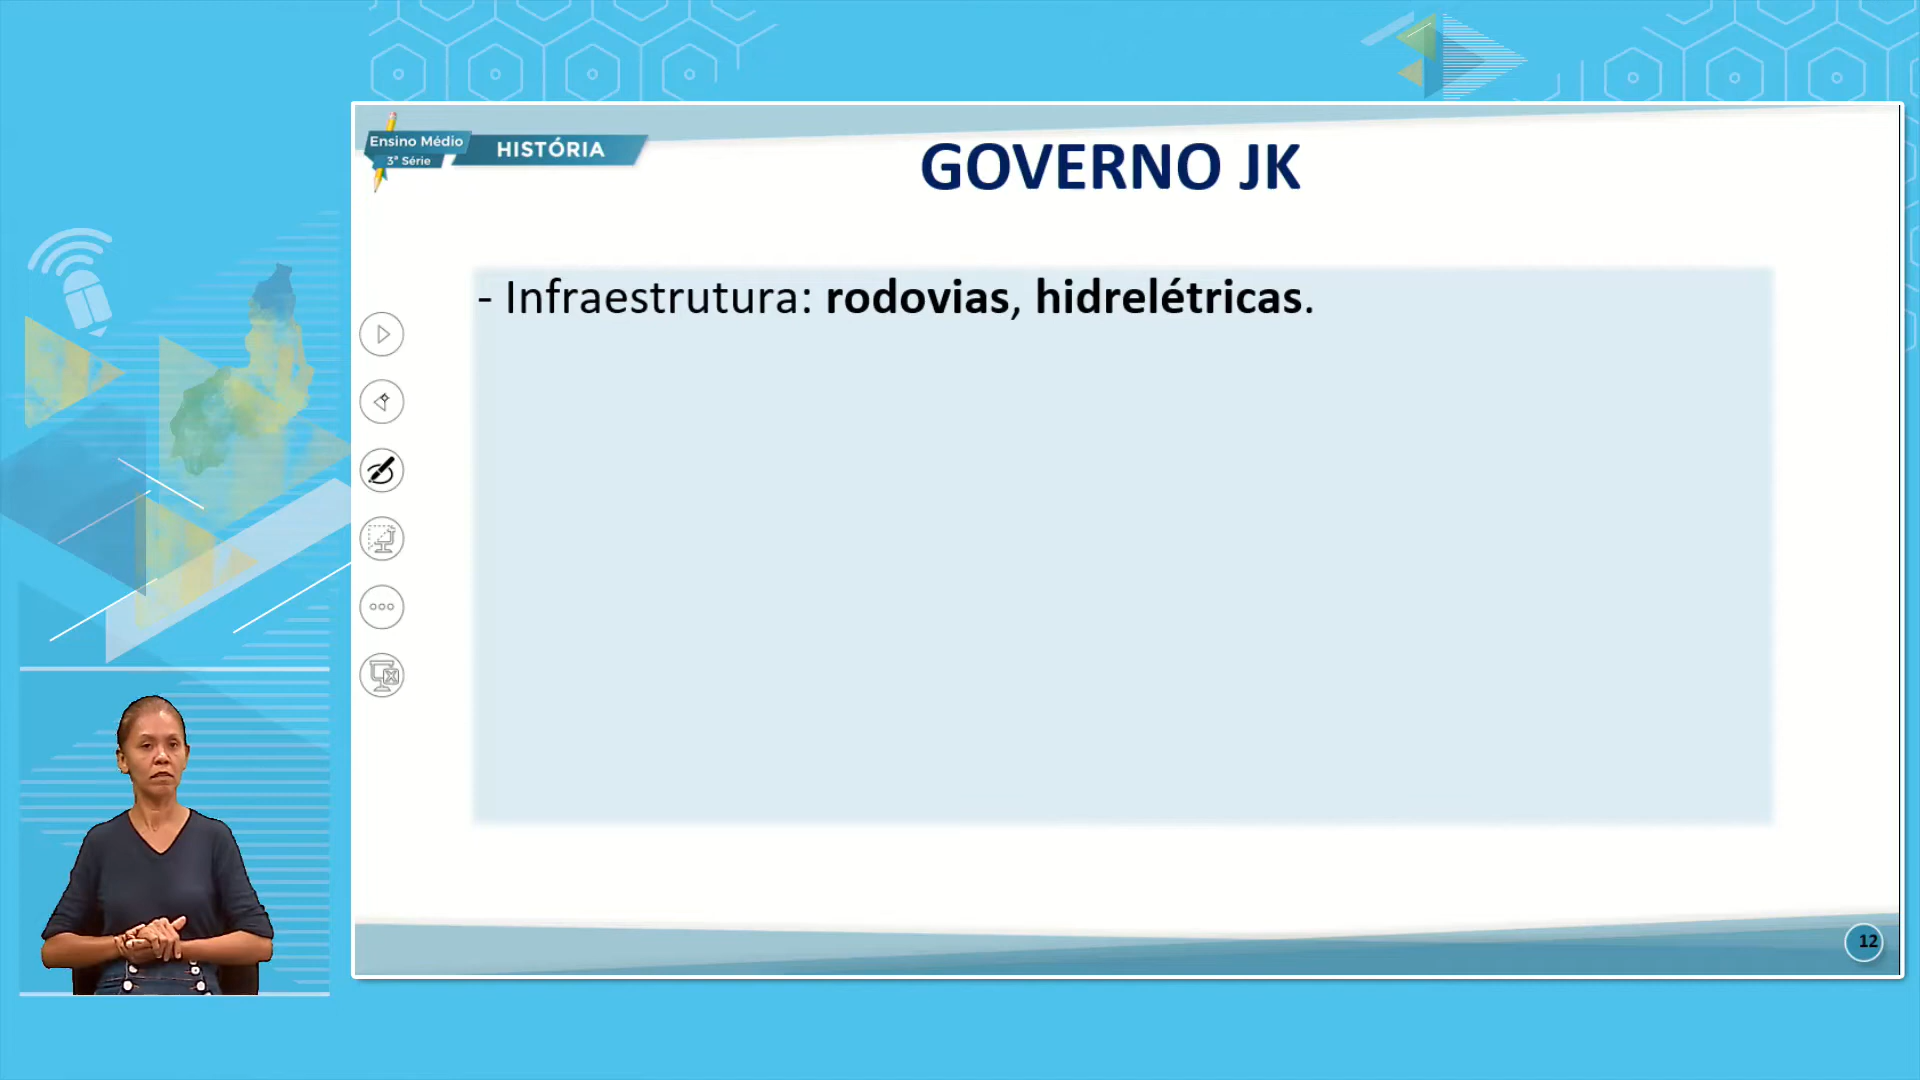 Ensino Médio
3ª Série
HISTÓRIA
GOVERNO JK
- Infraestrutura: rodovias, hidrelétricas.
12